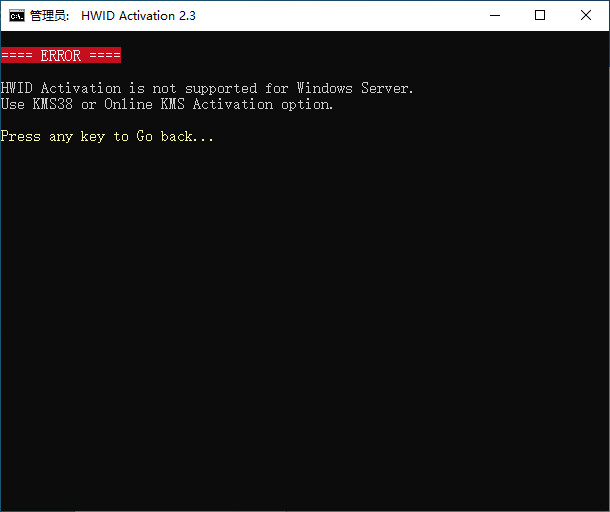 管理员: HWID Activation 2.3
==== ERROR ====
HWID Activation is not supported for Windows Server.
Use KMS38 or Online KMS Activation option.
Press any key to Go back...